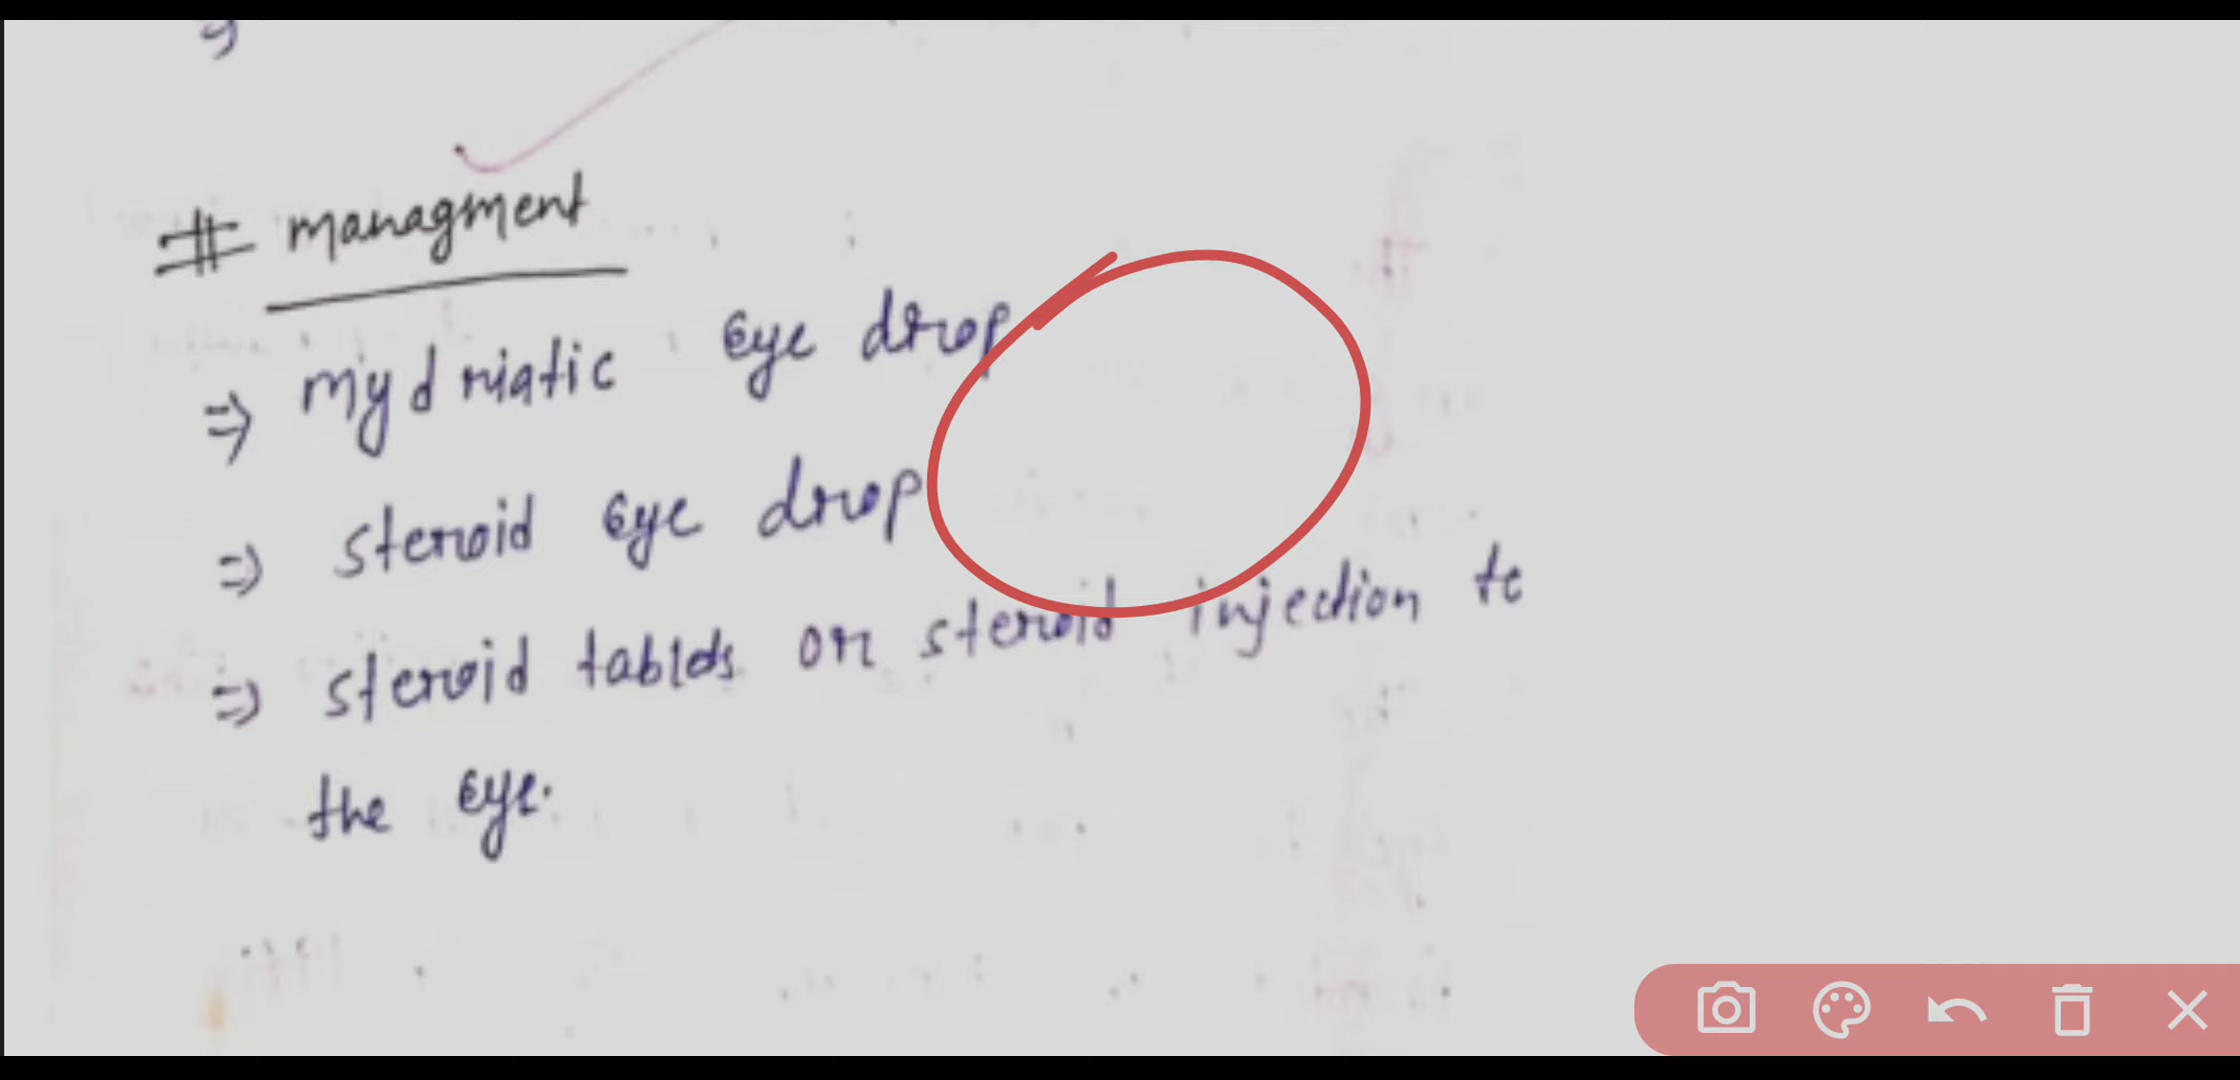 # managment
⇒ mydriatic eye drop
⇒ steroid eye drop
⇒ steroid tablets or steroid injection to
the eye.